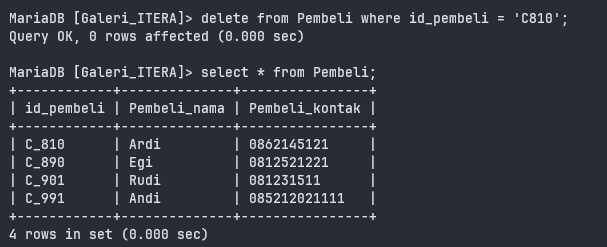 MariaDB [Galeri_ITERA]> delete from Pembeli where id_pembeli = 'C810';
Query OK, 0 rows affected (0.000 sec)
MariaDB [Galeri_ITERA]> select * from Pembeli;
+------------+--------------+----------------+
| id_pembeli | Pembeli_nama | Pembeli_kontak |
+------------+--------------+----------------+
| C_810      | Ardi         | 0862145121     |
| C_890      | Egi          | 0812521221     |
| C_901      | Rudi         | 081231511      |
| C_991      | Andi         | 085212021111   |
+------------+--------------+----------------+
4 rows in set (0.000 sec)